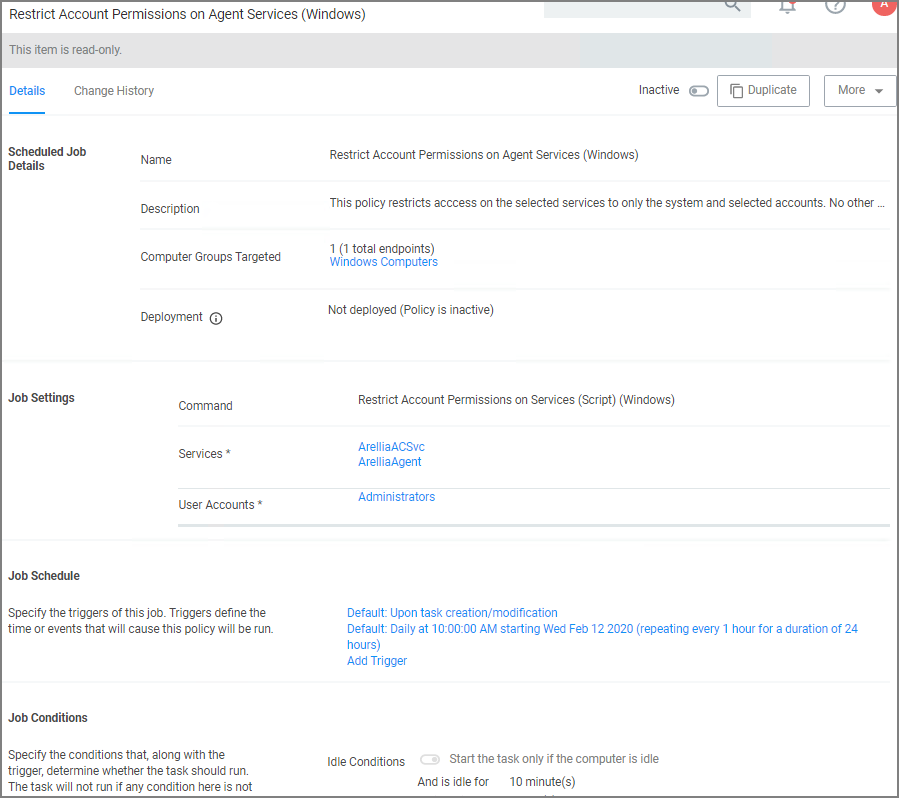 Restrict Account Permissions on Agent Services (Windows)
A
This item is read-only.
Details
Change History
Inactive
Duplicate
More
Scheduled Job
Details
Name
Restrict Account Permissions on Agent Services (Windows)
Description
This policy restricts acccess on the selected services to only the system and selected accounts. No other ...
Computer Groups Targeted
1 (1 total endpoints)
Windows Computers
Deployment
Not deployed (Policy is inactive)
Job Settings
Command
Restrict Account Permissions on Services (Script) (Windows)
Services *
ArelliaACSvc
ArelliaAgent
User Accounts *
Administrators
Job Schedule
Specify the triggers of this job. Triggers define the
time or events that will cause this policy will be run.
Default: Upon task creation/modification
Default: Daily at 10:00:00 AM starting Wed Feb 12 2020 (repeating every 1 hour for a duration of 24
hours)
Add Trigger
Job Conditions
Specify the conditions that, along with the
trigger, determine whether the task should run.
The task will not run if any condition here is not
Idle Conditions
Start the task only if the computer is idle
And is idle for
10 minute(s)